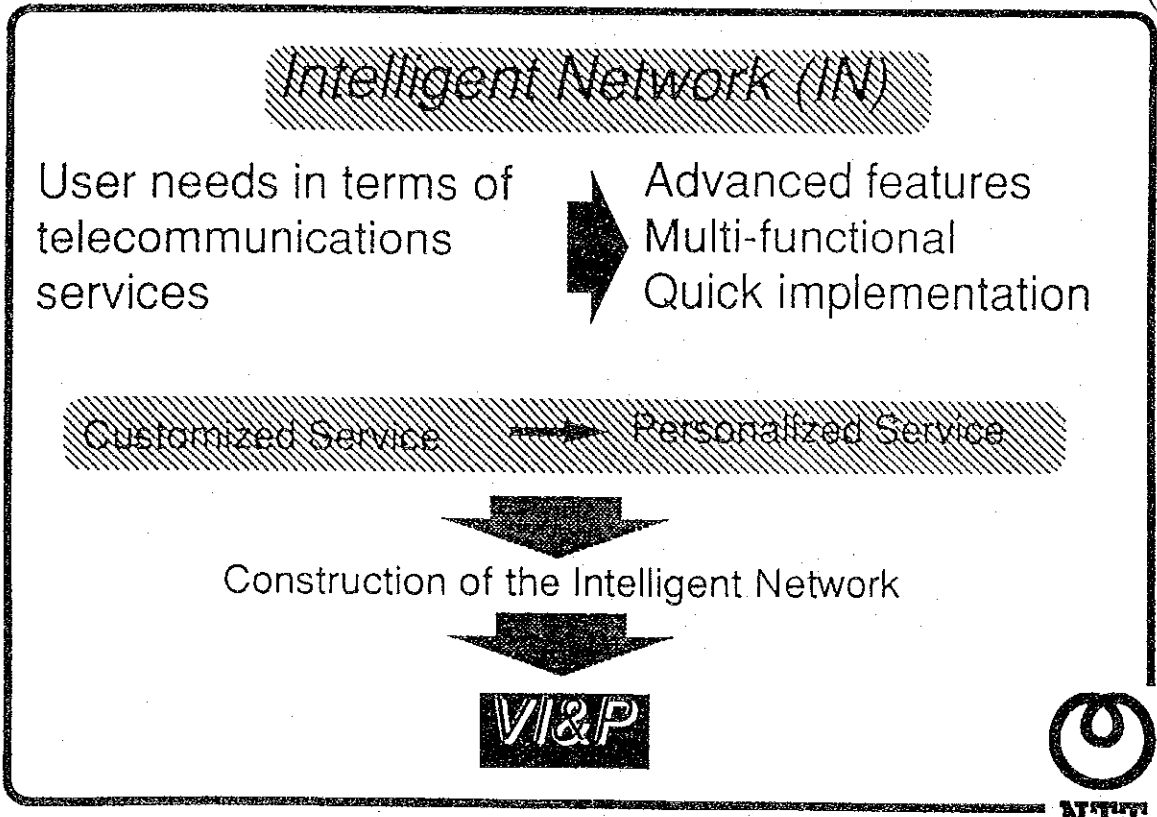 Intelligent Network (IN)
User needs in terms of
telecommunications
services
Advanced features
Multi-functional
Quick implementation
Customized Service
Personalized Service
Construction of the Intelligent Network
VI&P
NTT